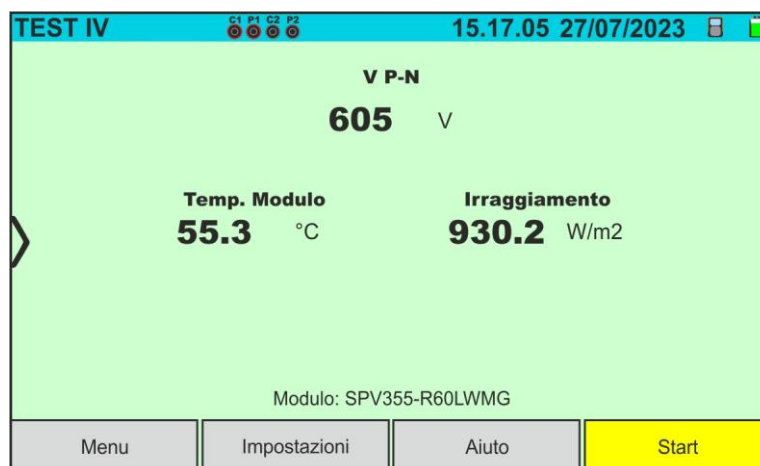 TEST IV C1 P1 C2 P2 15.17.05 27/07/2023
V P-N
605 V
Temp. Modulo Irraggiamento
55.3 °C 930.2 W/m2
Modulo: SPV355-R60LWMG
Menu Impostazioni Aiuto Start